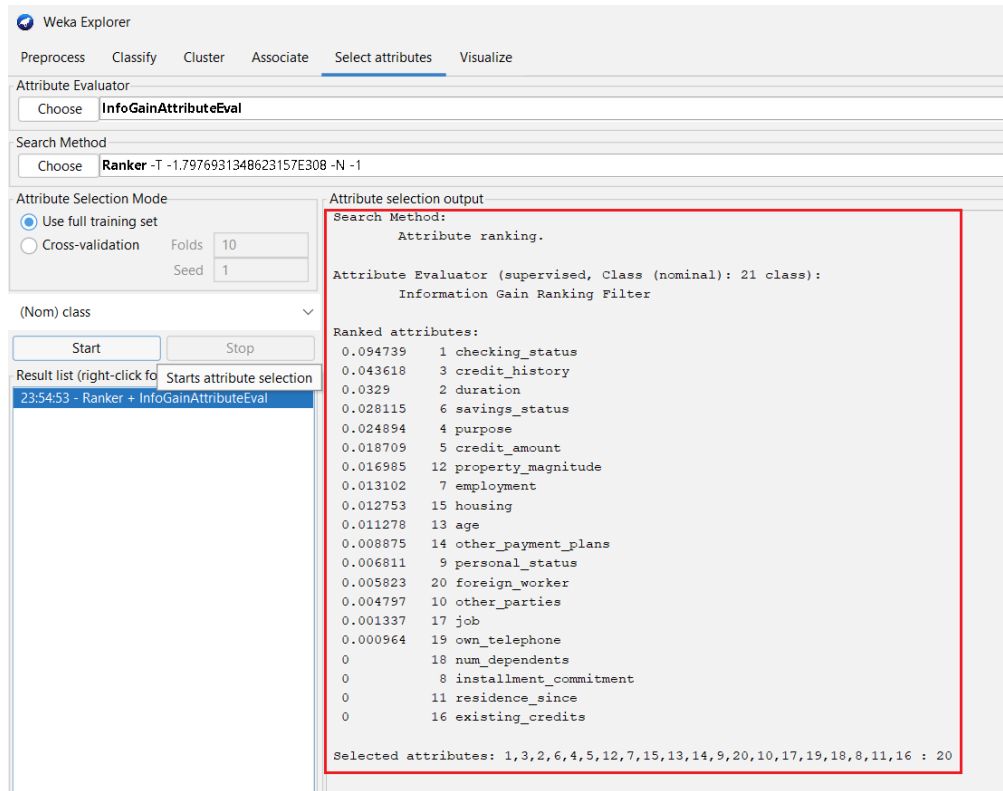 Weka Explorer
Preprocess Classify Cluster Associate Select attributes Visualize
Attribute Evaluator
Choose InfoGainAttributeEval
Search Method
Choose Ranker -T -1.7976931348623157E308 -N -1
Attribute Selection Mode
Use full training set
Cross-validation Folds 10
Seed 1
(Nom) class
Start Stop
Result list (right-click fo
Starts attribute selection
23:54:53 - Ranker + InfoGainAttributeEval
Attribute selection output
Search Method:
Attribute ranking.
Attribute Evaluator (supervised, Class (nominal): 21 class):
Information Gain Ranking Filter
Ranked attributes:
0.094739 1 checking_status
0.043618 3 credit_history
0.0329 2 duration
0.028115 6 savings_status
0.024894 4 purpose
0.018709 5 credit_amount
0.016985 12 property_magnitude
0.013102 7 employment
0.012753 15 housing
0.011278 13 age
0.008875 14 other_payment_plans
0.006811 9 personal_status
0.005823 20 foreign_worker
0.004797 10 other_parties
0.001337 17 job
0.000964 19 own_telephone
0 18 num_dependents
0 8 installment_commitment
0 11 residence_since
0 16 existing_credits
Selected attributes: 1,3,2,6,4,5,12,7,15,13,14,9,20,10,17,19,18,8,11,16 : 20